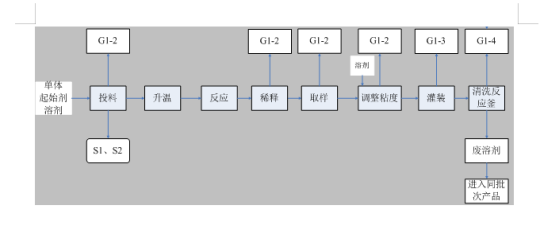 G1-2
G1-2
G1-2
G1-2
G1-3
G1-4
溶剂
单体
起始剂
溶剂
投料
升温
反应
稀释
取样
调整粘度
灌装
清洗反
应釜
S1、S2
废溶剂
进入同批
次产品